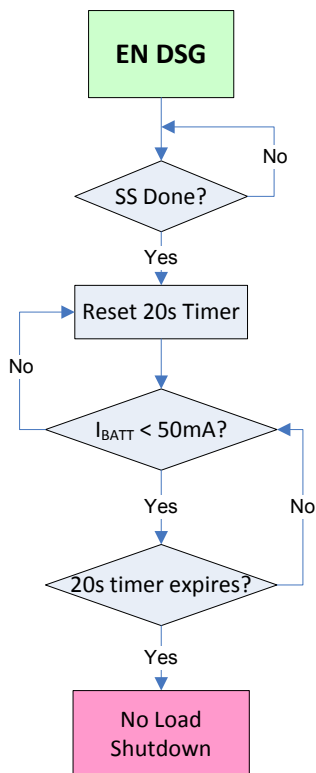 EN DSG
No
SS Done?
Yes
Reset 20s Timer
No
I_BATT < 50mA?
Yes
No
20s timer expires?
Yes
No Load
Shutdown